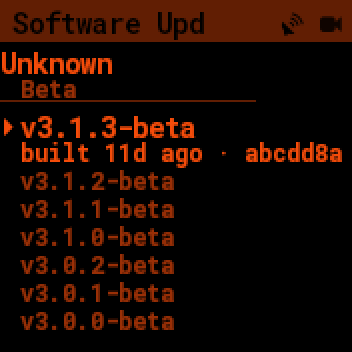 Software Upd
Unknown
Beta
v3.1.3-beta
built 11d ago · abcdd8a
v3.1.2-beta
v3.1.1-beta
v3.1.0-beta
v3.0.2-beta
v3.0.1-beta
v3.0.0-beta